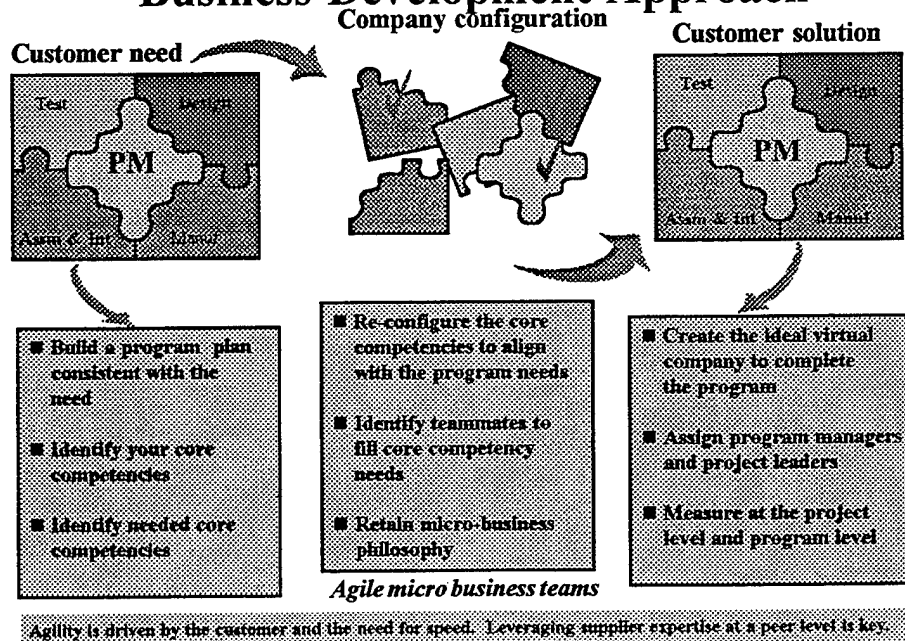 Business Development Approach
Company configuration
Customer need
Customer solution
Test
Design
PM
Asm & Int
Manuf
Test
Design
PM
Asm & Int
Manuf
■ Build a program plan
consistent with the
need
■ Identify your core
competencies
■ Identify needed core
competencies
■ Re-configure the core
competencies to align
with the program needs
■ Identify teammates to
fill core competency
needs
■ Retain micro-business
philosophy
■ Create the ideal virtual
company to complete
the program
■ Assign program managers
and project leaders
■ Measure at the project
level and program level
Agile micro business teams
Agility is driven by the customer and the need for speed. Leveraging supplier expertise at a peer level is key.